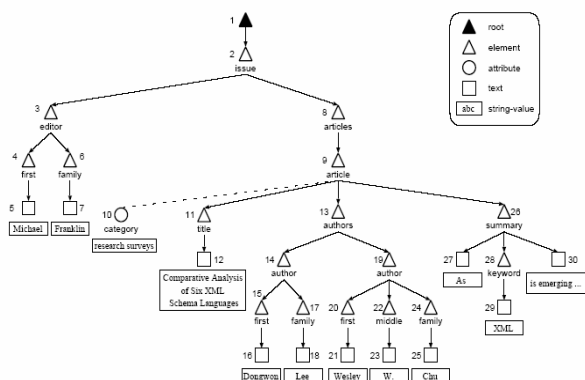 1
root
2
issue
element
attribute
text
abc string-value
3
editor
8
articles
4
first
6
family
9
article
5
7
Michael
Franklin
10
category
research surveys
11
title
13
authors
26
summary
12
Comparative Analysis
of Six XML
Schema Languages
14
author
19
author
27
As
28
keyword
30
is emerging ...
15
first
17
family
20
first
22
middle
24
family
29
XML
16
18
21
23
25
Dongwon
Lee
Wesley
W.
Chu